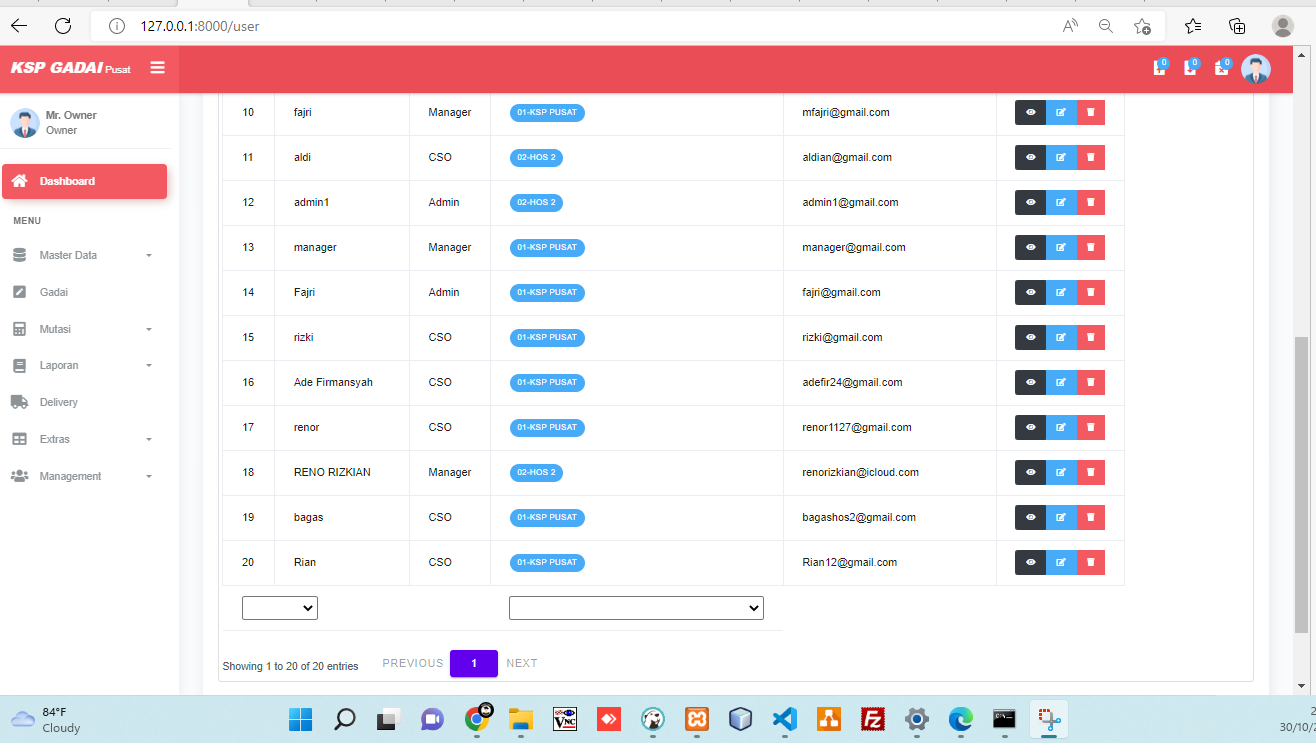 127.0.0.1:8000/user
KSP GADAI Pusat
0 0 0
Mr. Owner
Owner
Dashboard
MENU
Master Data
Gadai
Mutasi
Laporan
Delivery
Extras
Management
10 fajri Manager 01-KSP PUSAT mfajri@gmail.com
11 aldi CSO 02-HOS 2 aldian@gmail.com
12 admin1 Admin 02-HOS 2 admin1@gmail.com
13 manager Manager 01-KSP PUSAT manager@gmail.com
14 Fajri Admin 01-KSP PUSAT fajri@gmail.com
15 rizki CSO 01-KSP PUSAT rizki@gmail.com
16 Ade Firmansyah CSO 01-KSP PUSAT adefir24@gmail.com
17 renor CSO 01-KSP PUSAT renor1127@gmail.com
18 RENO RIZKIAN Manager 02-HOS 2 renorizkian@icloud.com
19 bagas CSO 01-KSP PUSAT bagashos2@gmail.com
20 Rian CSO 01-KSP PUSAT Rian12@gmail.com
Showing 1 to 20 of 20 entries PREVIOUS 1 NEXT
84°F
Cloudy
VNC
FZ
30/10/2